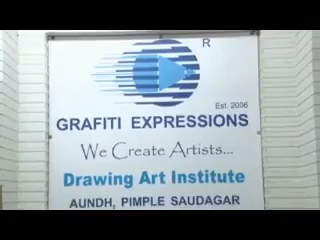 R
Est. 2006
GRAFITI EXPRESSIONS
We Create Artists...
Drawing Art Institute
AUNDH, PIMPLE SAUDAGAR